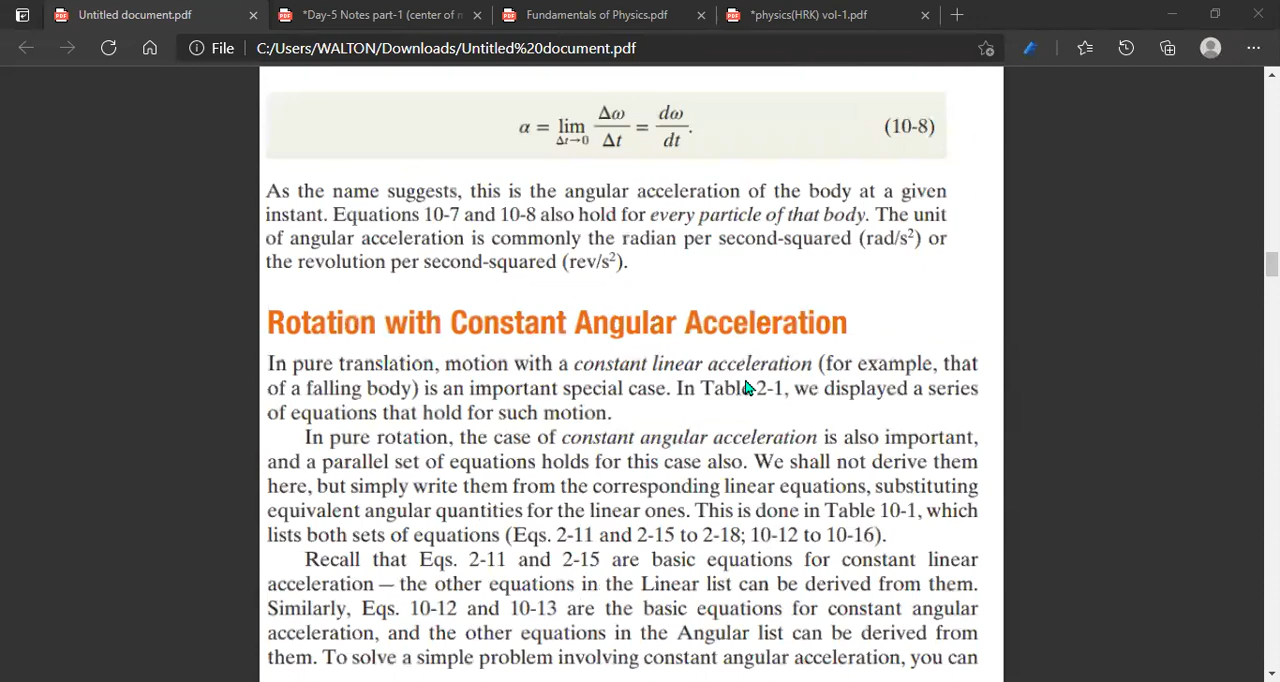 Untitled document.pdf
*Day-5 Notes part-1 (center of m
Fundamentals of Physics.pdf
*physics(HRK) vol-1.pdf
File C:/Users/WALTON/Downloads/Untitled%20document.pdf
α = lim Δt→0 Δω/Δt = dω/dt. (10-8)
As the name suggests, this is the angular acceleration of the body at a given
instant. Equations 10-7 and 10-8 also hold for every particle of that body. The unit
of angular acceleration is commonly the radian per second-squared (rad/s²) or
the revolution per second-squared (rev/s²).
Rotation with Constant Angular Acceleration
In pure translation, motion with a constant linear acceleration (for example, that
of a falling body) is an important special case. In Table 2-1, we displayed a series
of equations that hold for such motion.
In pure rotation, the case of constant angular acceleration is also important,
and a parallel set of equations holds for this case also. We shall not derive them
here, but simply write them from the corresponding linear equations, substituting
equivalent angular quantities for the linear ones. This is done in Table 10-1, which
lists both sets of equations (Eqs. 2-11 and 2-15 to 2-18; 10-12 to 10-16).
Recall that Eqs. 2-11 and 2-15 are basic equations for constant linear
acceleration — the other equations in the Linear list can be derived from them.
Similarly, Eqs. 10-12 and 10-13 are the basic equations for constant angular
acceleration, and the other equations in the Angular list can be derived from
them. To solve a simple problem involving constant angular acceleration, you can